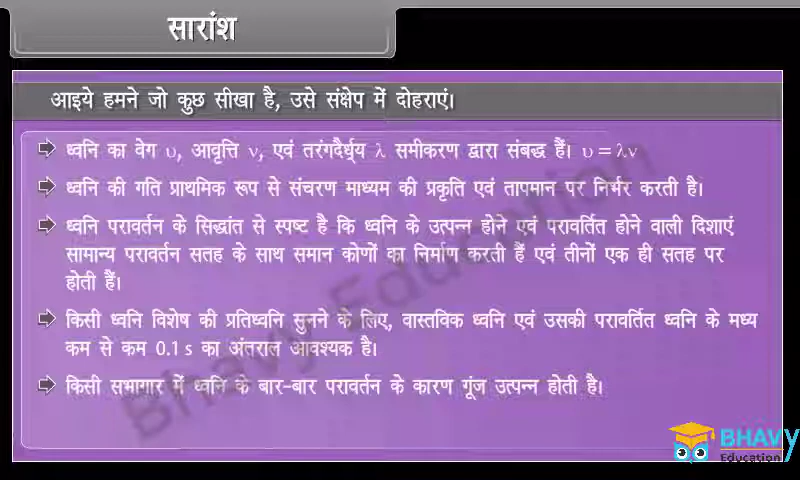 सारांश
आइये हमने जो कुछ सीखा है, उसे संक्षेप में दोहराएं।
ध्वनि का वेग υ, आवृत्ति ν, एवं तरंगदैर्ध्य λ समीकरण द्वारा संबद्ध हैं। υ = λν
ध्वनि की गति प्राथमिक रूप से संचरण माध्यम की प्रकृति एवं तापमान पर निर्भर करती है।
ध्वनि परावर्तन के सिद्धांत से स्पष्ट है कि ध्वनि के उत्पन्न होने एवं परावर्तित होने वाली दिशाएं
सामान्य परावर्तन सतह के साथ समान कोणों का निर्माण करती हैं एवं तीनों एक ही सतह पर
होती हैं।
किसी ध्वनि विशेष की प्रतिध्वनि सुनने के लिए, वास्तविक ध्वनि एवं उसकी परावर्तित ध्वनि के मध्य
कम से कम 0.1 s का अंतराल आवश्यक है।
किसी सभागार में ध्वनि के बार-बार परावर्तन के कारण गूंज उत्पन्न होती है।
Bhavy Education
BHAVY
Education